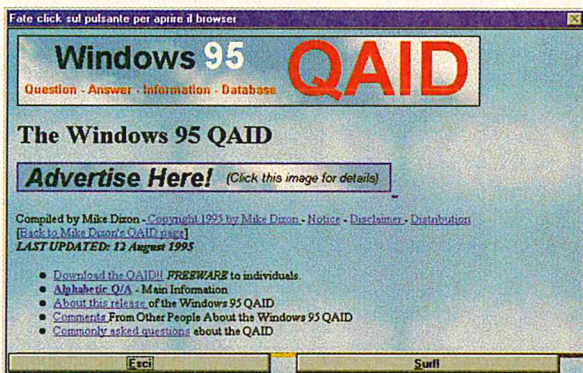 Fate click sul pulsante per aprire il browser
Windows 95 QAID
Question - Answer - Information - Database
The Windows 95 QAID
Advertise Here! (Click this image for details)
Compiled by Mike Dixon - Copyright 1995 by Mike Dixon - Notice - Disclaimer - Distribution
[Back to Mike Dixon's QAID page]
LAST UPDATED: 12 August 1995
Download the QAID!! FREEWARE to individuals.
Alphabetic Q/A - Main Information
About this release of the Windows 95 QAID
Comments From Other People About the Windows 95 QAID
Commonly asked questions about the QAID
Esci
Surf!